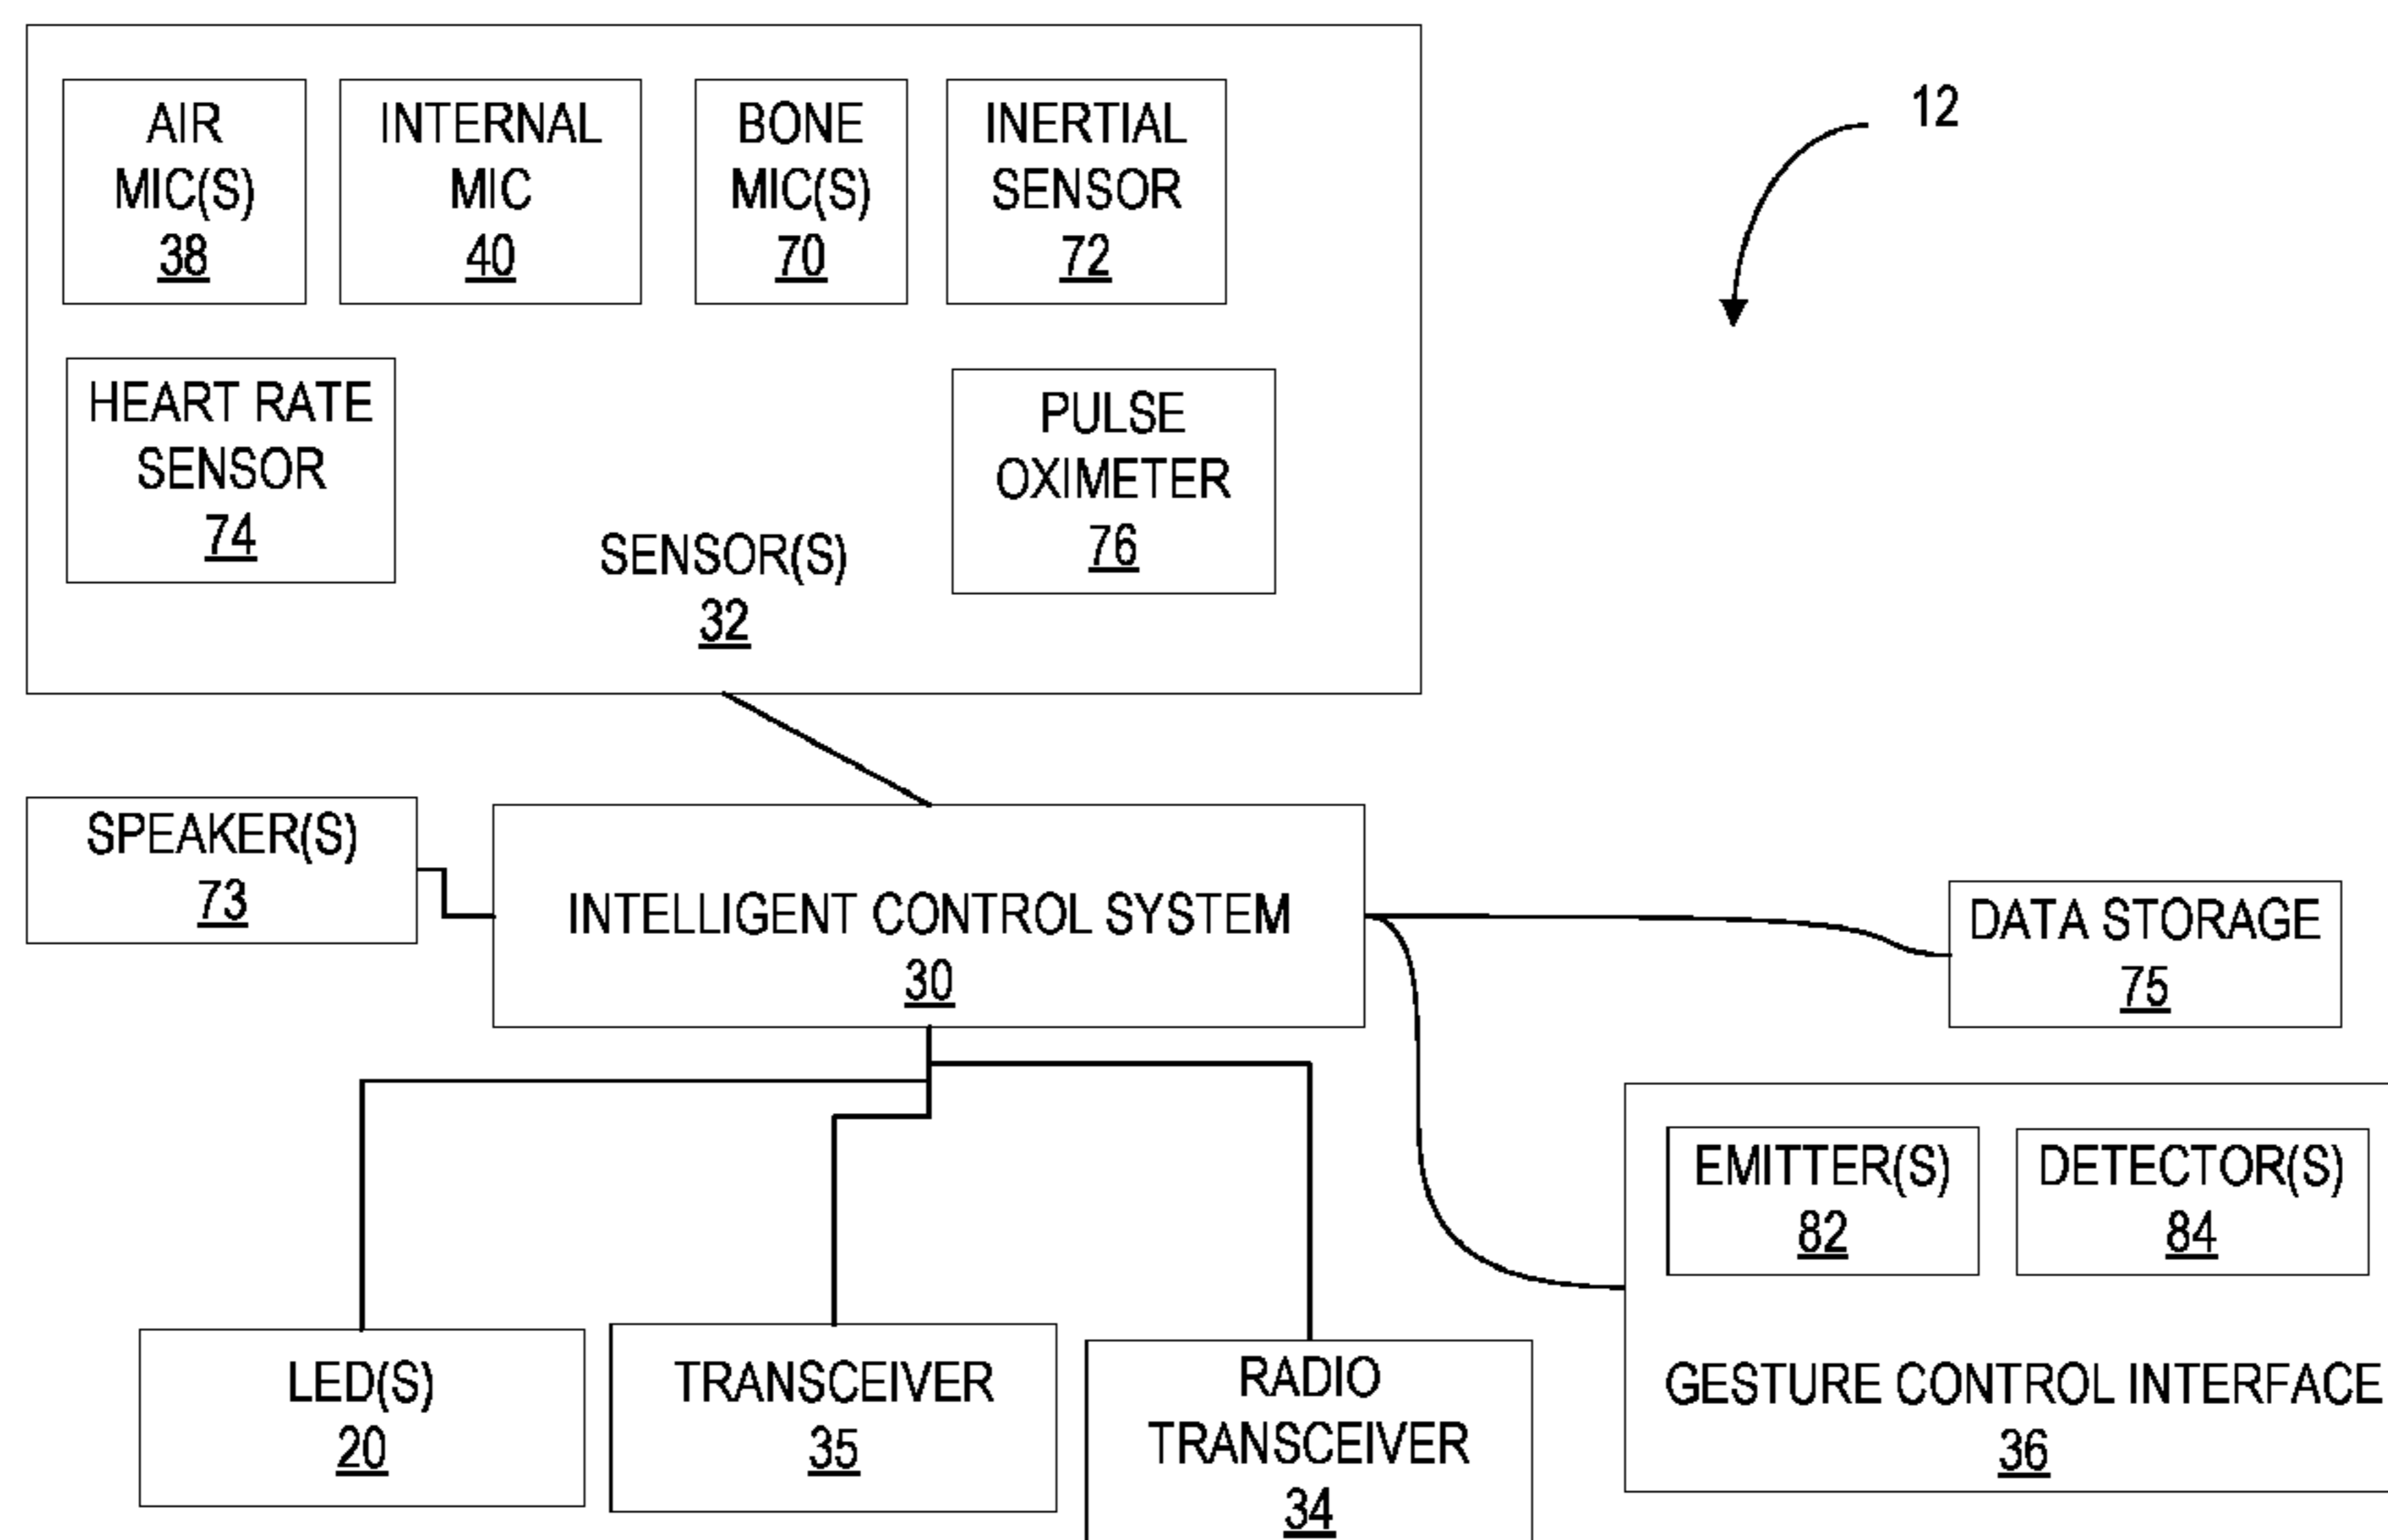 AIR
MIC(S)
38
INTERNAL
MIC
40
BONE
MIC(S)
70
INERTIAL
SENSOR
72
12
HEART RATE
SENSOR
74
PULSE
OXIMETER
76
SENSOR(S)
32
SPEAKER(S)
73
INTELLIGENT CONTROL SYSTEM
30
DATA STORAGE
75
EMITTER(S)
82
DETECTOR(S)
84
GESTURE CONTROL INTERFACE
36
LED(S)
20
TRANSCEIVER
35
RADIO
TRANSCEIVER
34